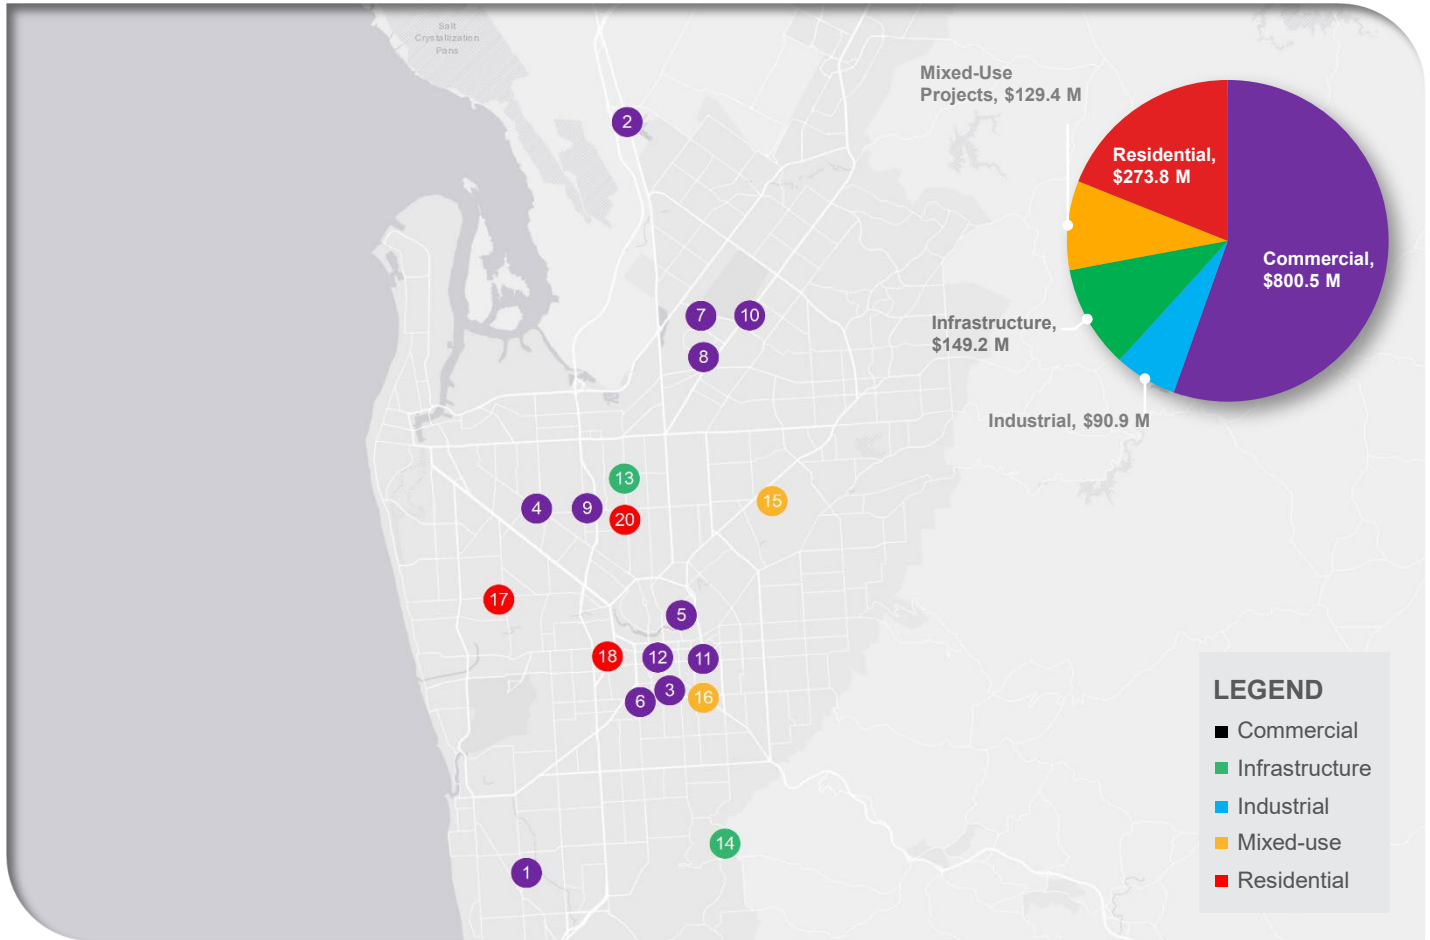 Salt
Crystallization
Pans
Mixed-Use
Projects, $129.4 M
Residential,
$273.8 M
Commercial,
$800.5 M
Infrastructure,
$149.2 M
Industrial, $90.9 M
2
7
10
8
13
4
9
20
15
17
5
18
12
11
3
6
16
14
1
LEGEND
Commercial
Infrastructure
Industrial
Mixed-use
Residential